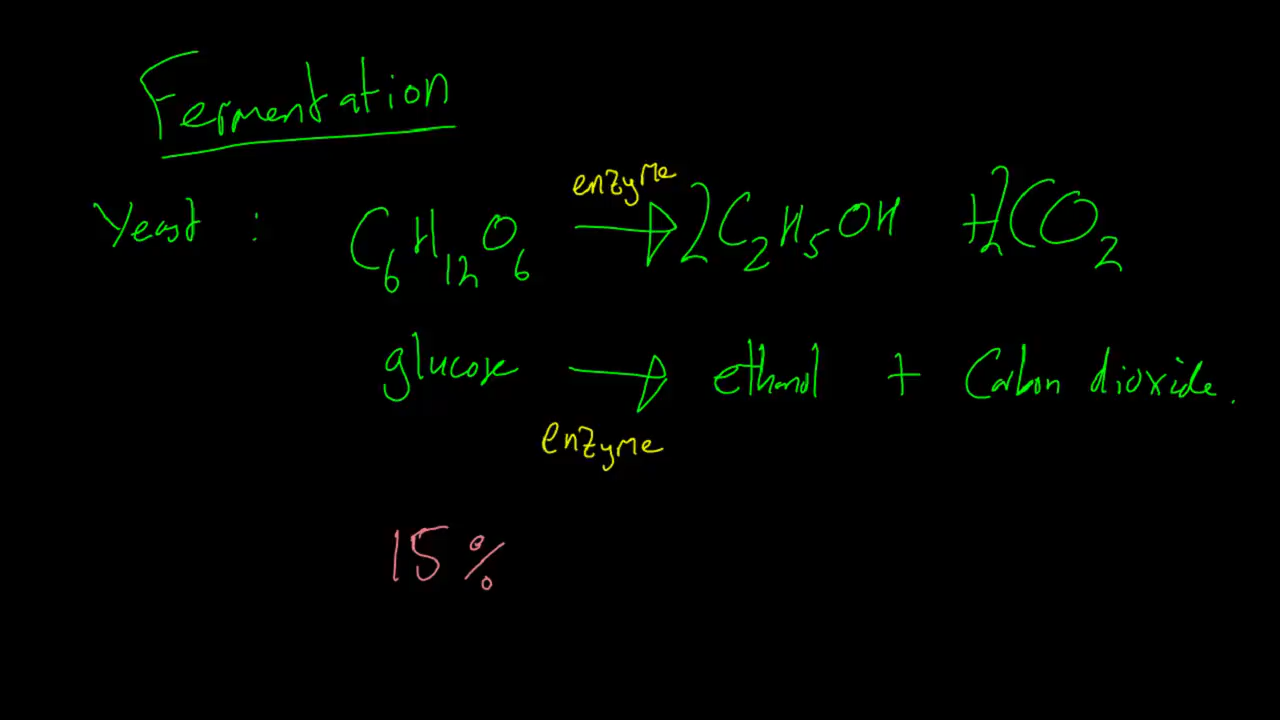 Fermentation
Yeast : C6H12O6 enzyme → 2C2H5OH + 2CO2
glucose → ethanol + Carbon dioxide.
enzyme
15%